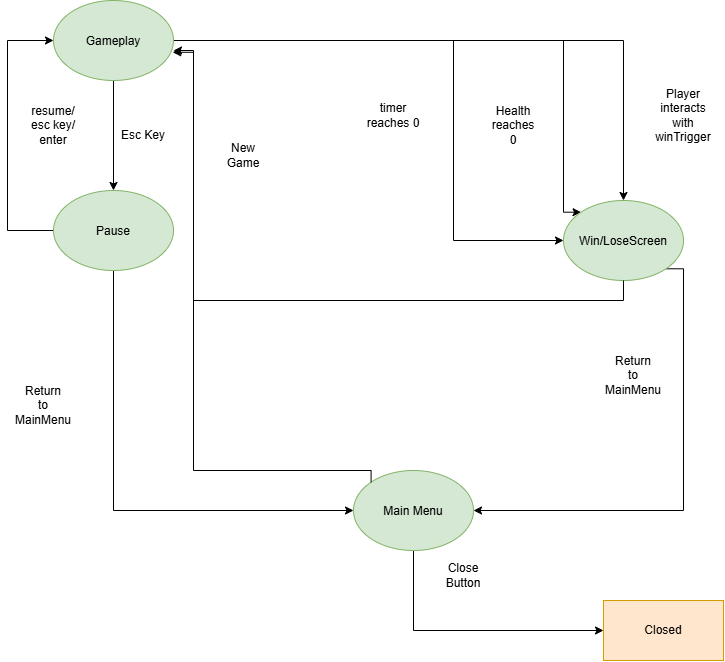 Gameplay
resume/
esc key/
enter
Esc Key
New
Game
timer
reaches 0
Health
reaches
0
Player
interacts
with
winTrigger
Pause
Win/LoseScreen
Return
to
MainMenu
Return
to
MainMenu
Main Menu
Close
Button
Closed